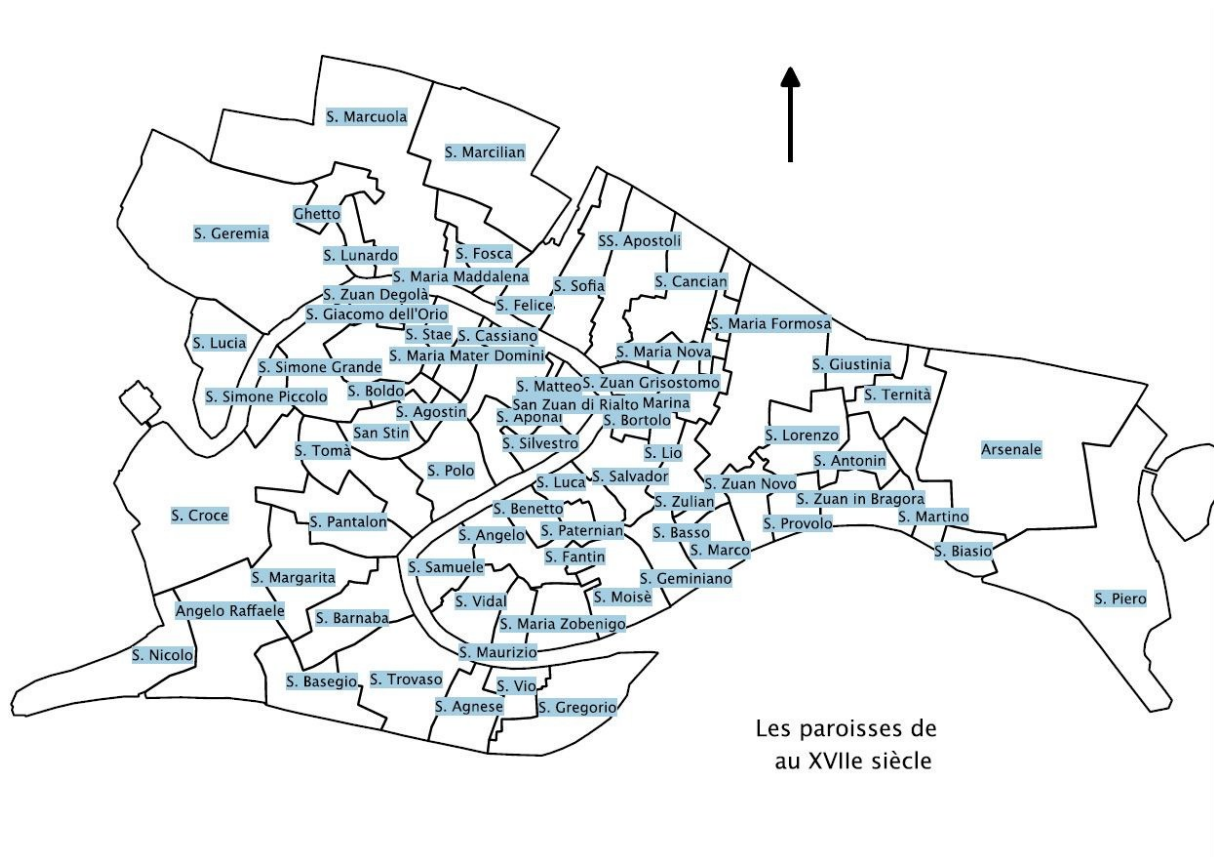 S. Marcuola
S. Marcilian
Ghetto
S. Geremia
SS. Apostoli
S. Lunardo
S. Fosca
S. Maria Maddalena
S. Sofia
S. Cancian
S. Zuan Degolà
S. Felice
S. Giacomo dell'Orio
S. Maria Formosa
S. Lucia
S. Stae
S. Cassiano
S. Maria Mater Domini
S. Maria Nova
S. Giustinia
S. Simone Grande
S. Matteo
S. Zuan Grisostomo
S. Boldo
S. Ternità
S. Simone Piccolo
San Zuan di Rialto
Marina
S. Agostin
S. Aponal
S. Bortolo
San Stin
S. Lorenzo
S. Silvestro
S. Tomà
S. Lio
Arsenale
S. Antonin
S. Polo
S. Salvador
S. Luca
S. Zuan Novo
S. Zulian
S. Zuan in Bragora
S. Benetto
S. Croce
S. Pantalon
S. Martino
S. Provolo
S. Angelo
S. Paternian
S. Basso
S. Marco
S. Biasio
S. Fantin
S. Samuele
S. Margarita
S. Geminiano
S. Moisè
S. Piero
S. Vidal
Angelo Raffaele
S. Barnaba
S. Maria Zobenigo
S. Nicolo
S. Maurizio
S. Basegio
S. Trovaso
S. Vio
S. Agnese
S. Gregorio
Les paroisses de
au XVIIe siècle